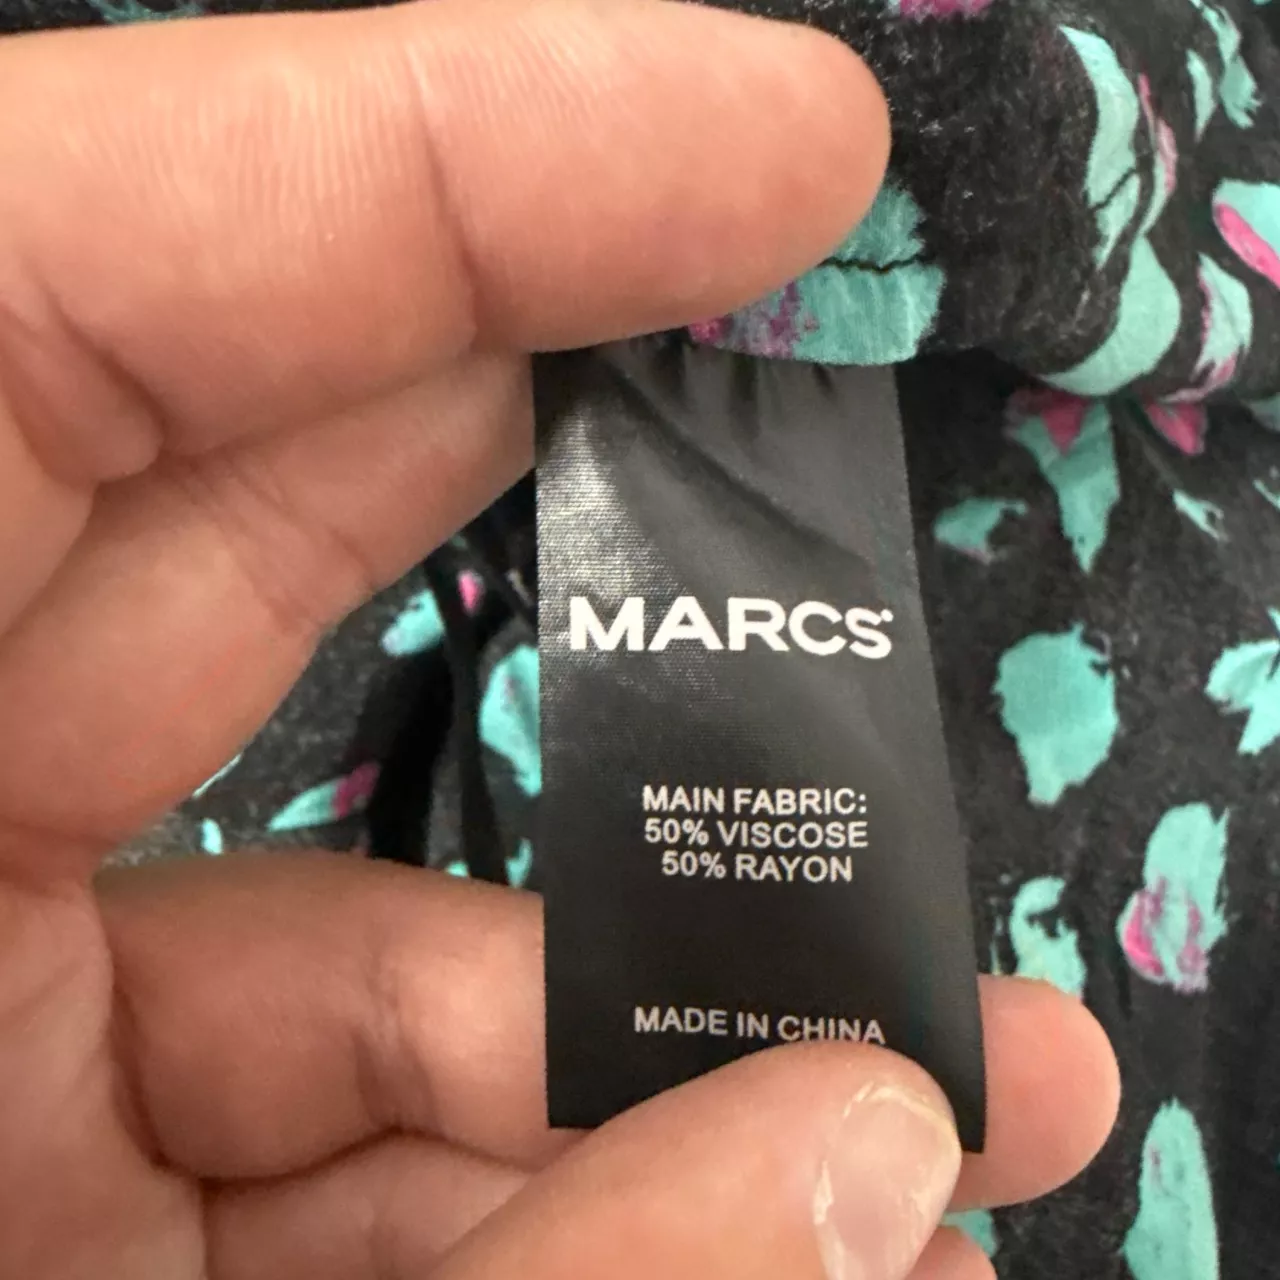 MARCS
MAIN FABRIC:
50% VISCOSE
50% RAYON
MADE IN CHINA